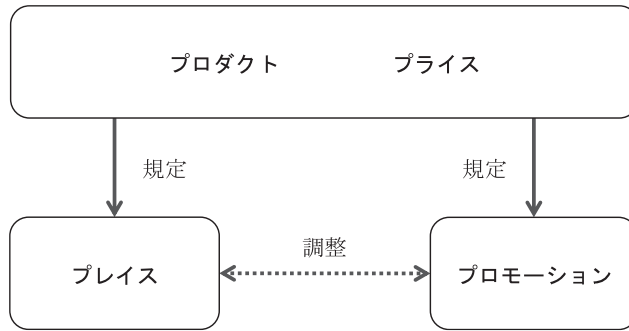 プロダクト プライス
規定 規定
調整
プレイス プロモーション